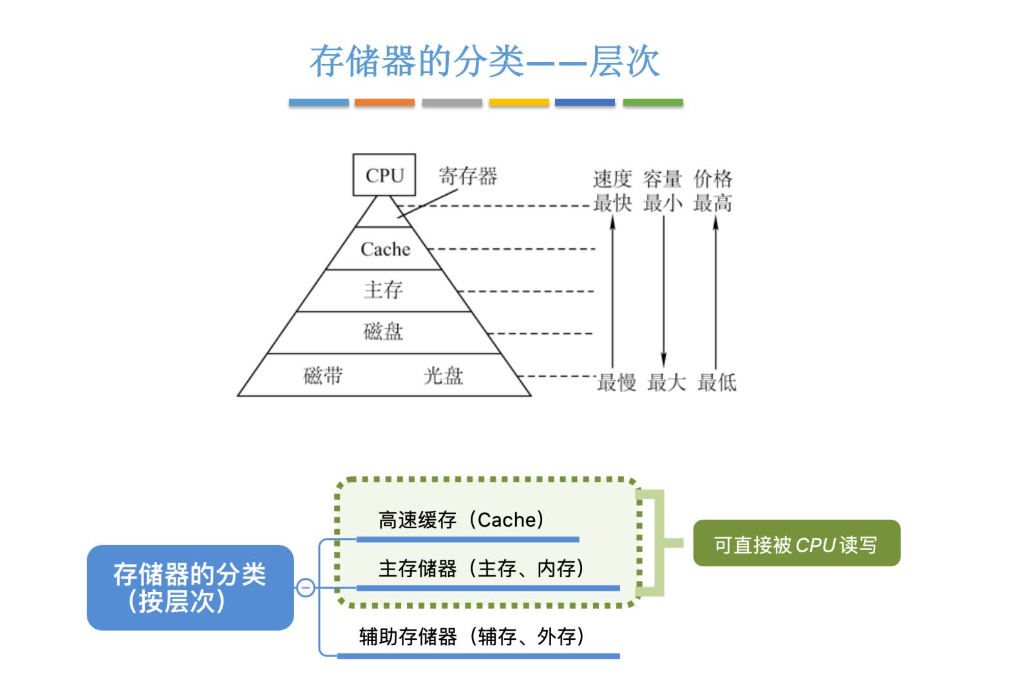 存储器的分类——层次
CPU
寄存器
速度 容量 价格
最快 最小 最高
Cache
主存
磁盘
磁带 光盘
最慢 最大 最低
高速缓存（Cache）
可直接被CPU读写
主存储器（主存、内存）
存储器的分类
（按层次）
辅助存储器（辅存、外存）